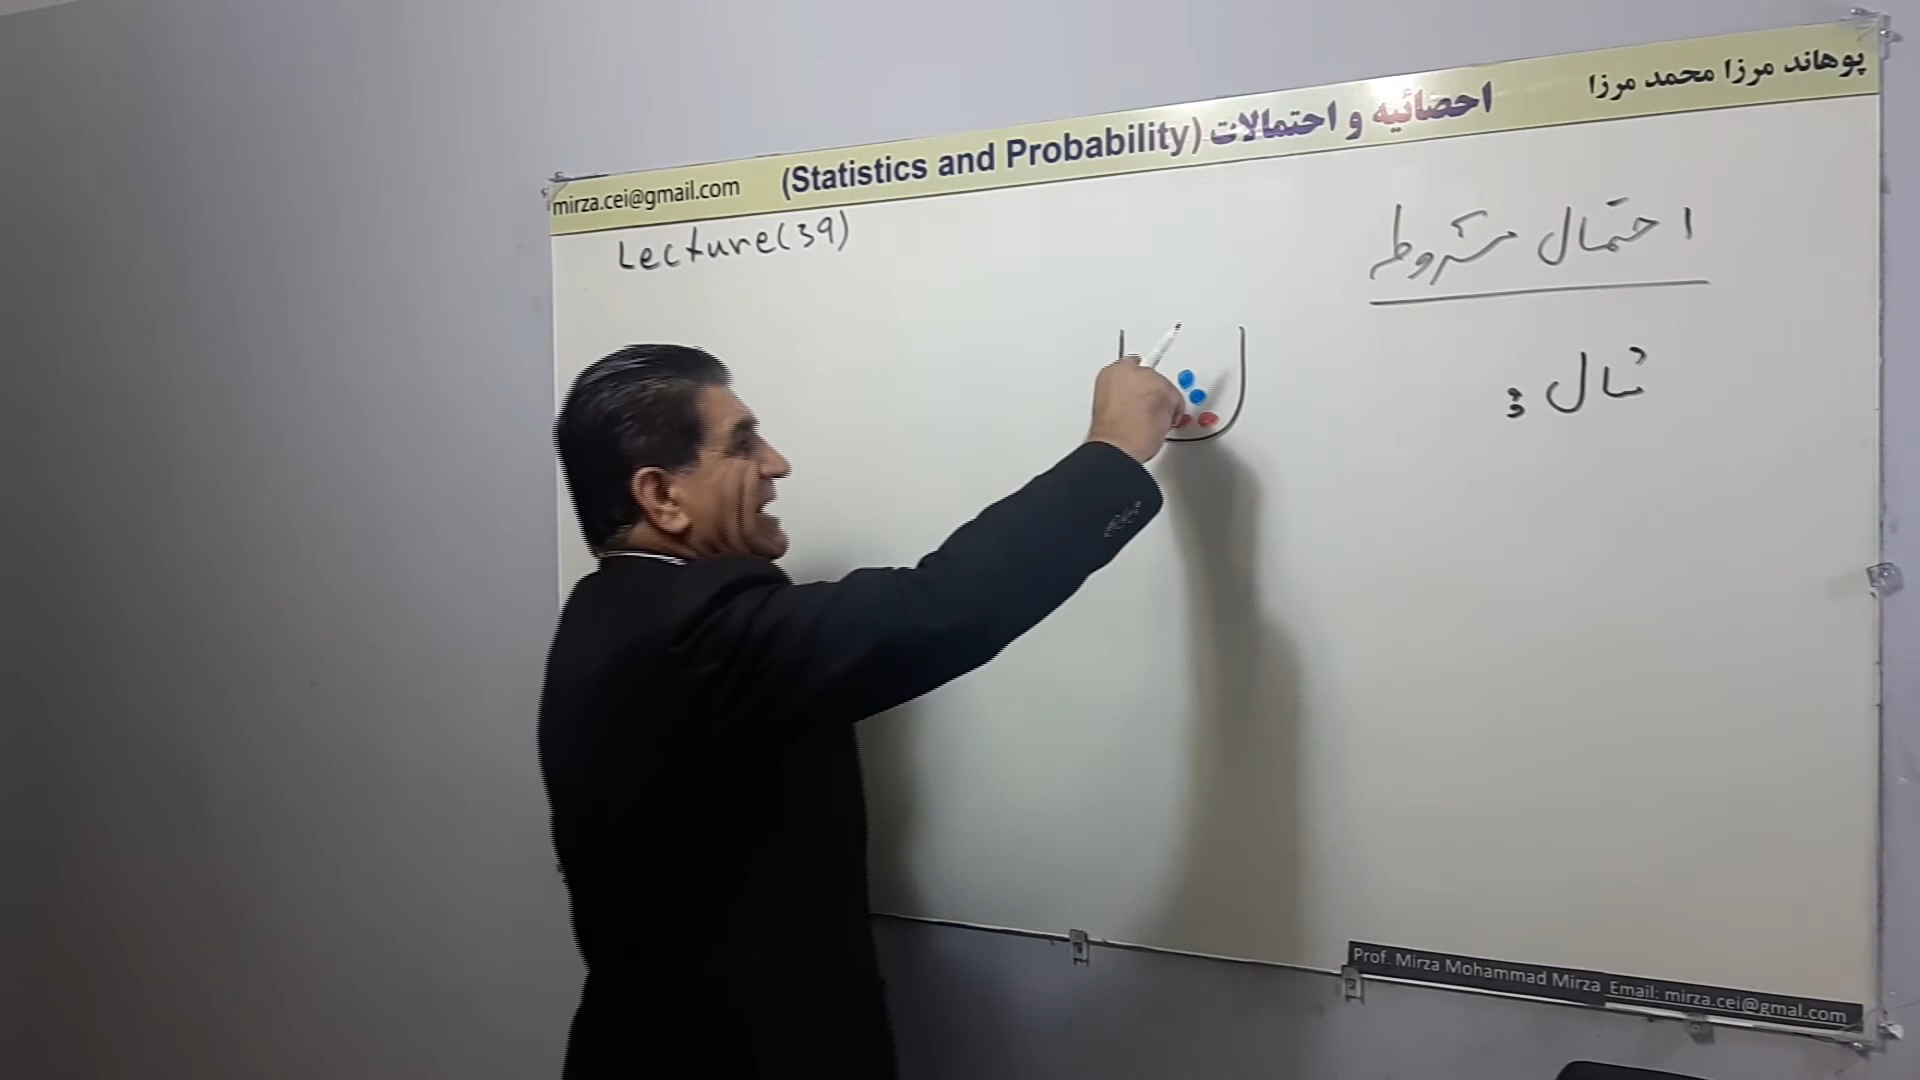 پوهاند مرزا محمد مرزا
احصائیه و احتمالات (Statistics and Probability)
mirza.cei@gmail.com
Lecture(39)
احتمال مشروط
مثال :
Prof. Mirza Mohammad Mirza Email: mirza.cei@gmal.com